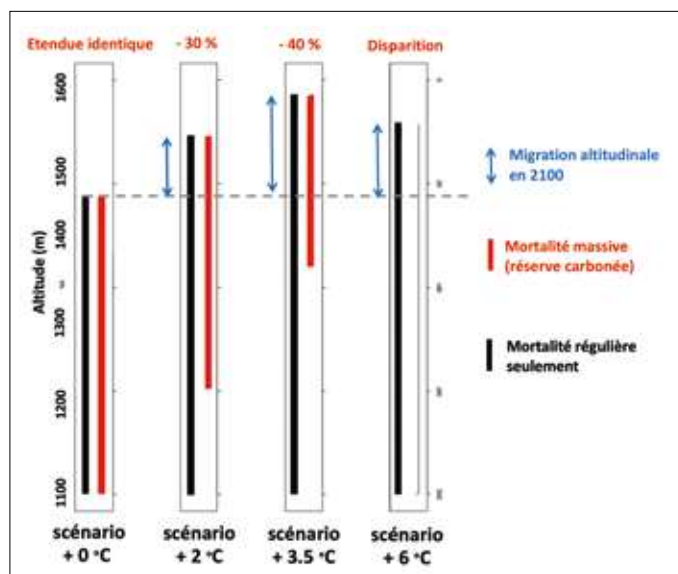 Etendue identique
- 30 %
- 40 %
Disparition
Altitude (m)
1600
1500
1400
1300
1200
1100
Migration altitudinale
en 2100
Mortalité massive
(réserve carbonée)
Mortalité régulière
seulement
scénario
+ 0 °C
scénario
+ 2 °C
scénario
+ 3.5 °C
scénario
+ 6 °C